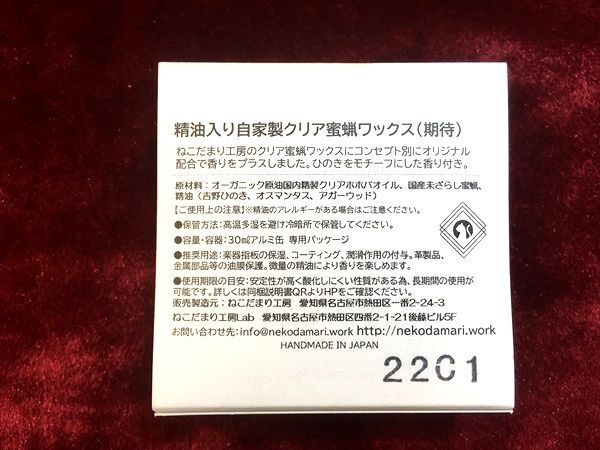 精油入り自家製クリア蜜蝋ワックス（期待）
ねこだまり工房のクリア蜜蝋ワックスにコンセプト別にオリジナル
配合で香りをプラスしました。ひのきをモチーフにした香り付き。
原材料：オーガニック原油国内精製クリアホホバオイル、国産未ざらし蜜蝋、
精油（吉野ひのき、オスマンタス、アガーウッド）
【ご使用上の注意】※精油のアレルギーがある場合はご注意ください。
●保管方法：高温多湿を避け冷暗所で保管してください。
●容量・容器：30mlアルミ缶 専用パッケージ
●推奨用途：楽器指板の保湿、コーティング、潤滑作用の付与。革製品、
金属部品等の油膜保護。微量の精油により香りを楽しめます。
●使用期限の目安：安定性が高く酸化しにくい性質がある為、長期間の使用が
可能です。詳しくは同梱説明書QRよりHPをご確認ください。
販売製造元：ねこだまり工房 愛知県名古屋市熱田区一番2-24-3
ねこだまり工房Lab 愛知県名古屋市熱田区四番2-1-21後藤ビル5F
お問い合わせ先：info@nekodamari.work http://nekodamari.work
HANDMADE IN JAPAN
2201